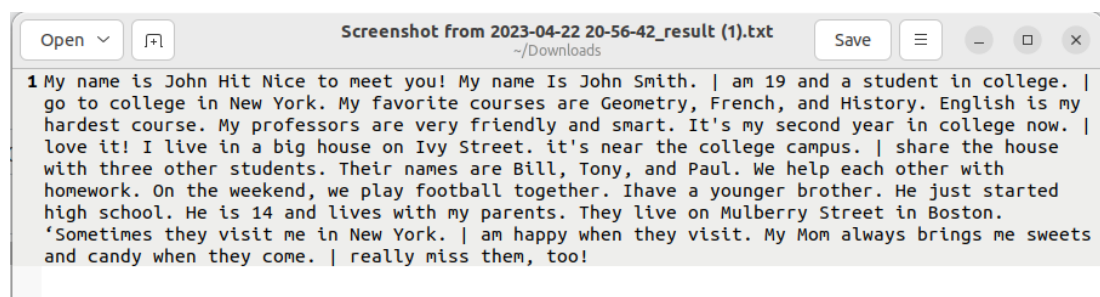 Open
Screenshot from 2023-04-22 20-56-42_result (1).txt
~/Downloads
Save
1 My name is John Hit Nice to meet you! My name Is John Smith. | am 19 and a student in college. |
go to college in New York. My favorite courses are Geometry, French, and History. English is my
hardest course. My professors are very friendly and smart. It's my second year in college now. |
love it! I live in a big house on Ivy Street. it's near the college campus. | share the house
with three other students. Their names are Bill, Tony, and Paul. We help each other with
homework. On the weekend, we play football together. Ihave a younger brother. He just started
high school. He is 14 and lives with my parents. They live on Mulberry Street in Boston.
‘Sometimes they visit me in New York. | am happy when they visit. My Mom always brings me sweets
and candy when they come. | really miss them, too!